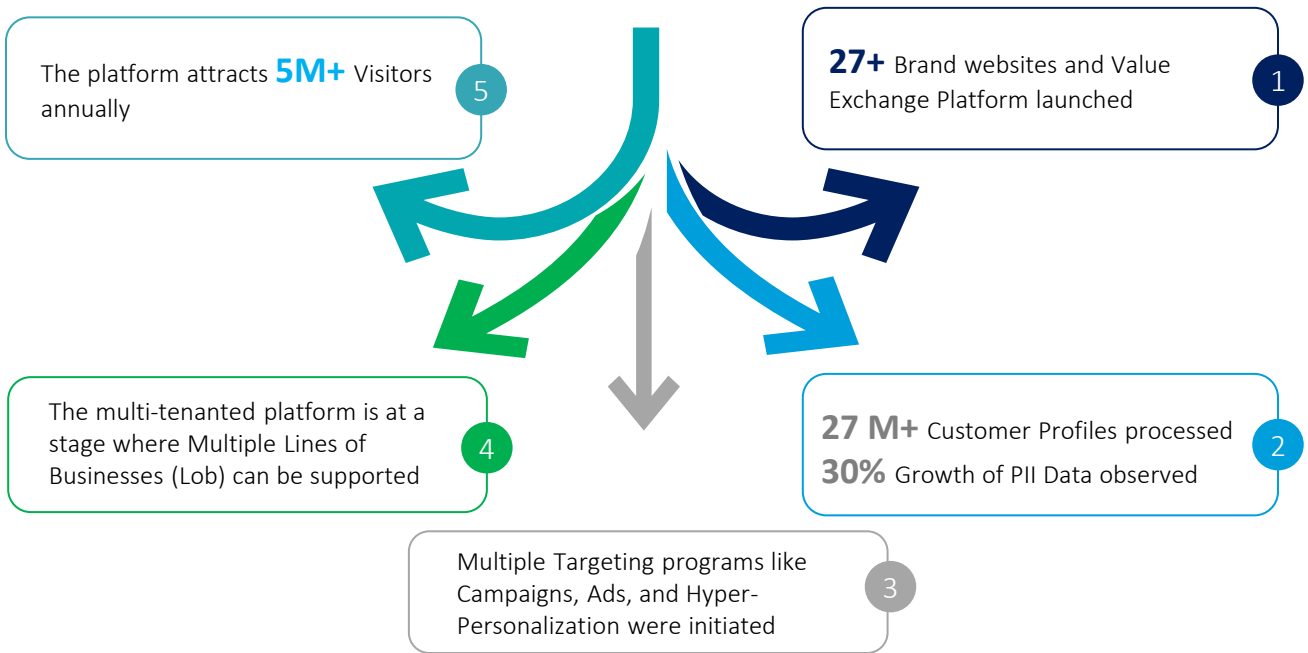 The platform attracts 5M+ Visitors
annually
5
27+ Brand websites and Value
Exchange Platform launched
1
The multi-tenanted platform is at a
stage where Multiple Lines of
Businesses (Lob) can be supported
4
27 M+ Customer Profiles processed
30% Growth of PII Data observed
2
Multiple Targeting programs like
Campaigns, Ads, and Hyper-
Personalization were initiated
3